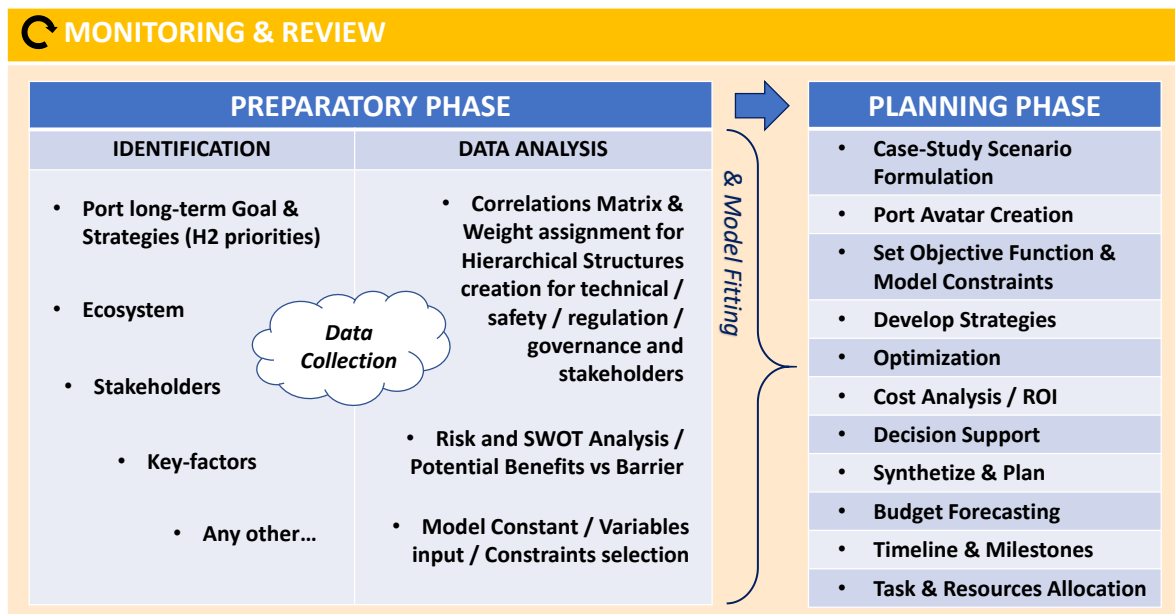 MONITORING & REVIEW
PREPARATORY PHASE
IDENTIFICATION
• Port long-term Goal &
Strategies (H2 priorities)
• Ecosystem
• Stakeholders
• Key-factors
• Any other…
Data
Collection
DATA ANALYSIS
• Correlations Matrix &
Weight assignment for
Hierarchical Structures
creation for technical /
safety / regulation /
governance and
stakeholders
• Risk and SWOT Analysis /
Potential Benefits vs Barrier
• Model Constant / Variables
input / Constraints selection
& Model Fitting
PLANNING PHASE
• Case-Study Scenario
Formulation
• Port Avatar Creation
• Set Objective Function &
Model Constraints
• Develop Strategies
• Optimization
• Cost Analysis / ROI
• Decision Support
• Synthetize & Plan
• Budget Forecasting
• Timeline & Milestones
• Task & Resources Allocation